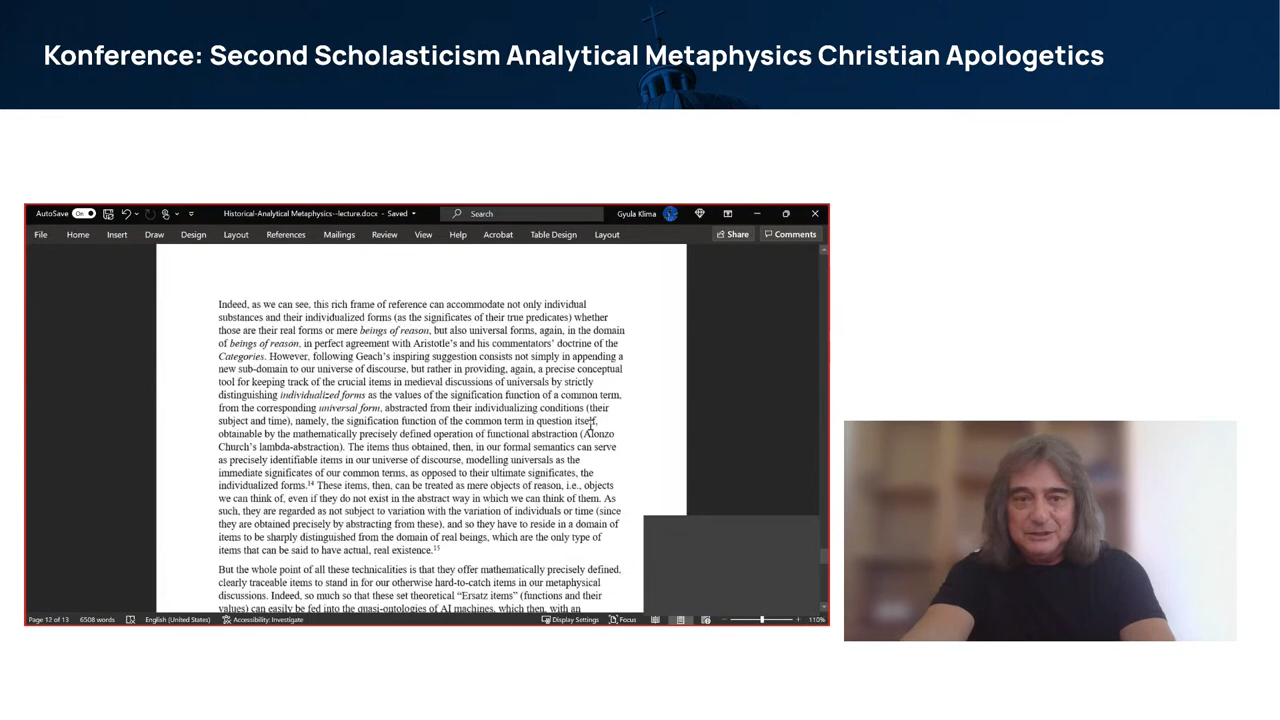 Konference: Second Scholasticism Analytical Metaphysics Christian Apologetics
AutoSave On Historical-Analytical Metaphysics--lecture.docx - Saved Search Gyula Klima
File Home Insert Draw Design Layout References Mailings Review View Help Acrobat Table Design Layout Share Comments
Indeed, as we can see, this rich frame of reference can accommodate not only individual
substances and their individualized forms (as the significates of their true predicates) whether
those are their real forms or mere beings of reason, but also universal forms, again, in the domain
of beings of reason, in perfect agreement with Aristotle's and his commentators' doctrine of the
Categories. However, following Geach's inspiring suggestion consists not simply in appending a
new sub-domain to our universe of discourse, but rather in providing, again, a precise conceptual
tool for keeping track of the crucial items in medieval discussions of universals by strictly
distinguishing individualized forms as the values of the signification function of a common term,
from the corresponding universal form, abstracted from their individualizing conditions (their
subject and time), namely, the signification function of the common term in question itself,
obtainable by the mathematically precisely defined operation of functional abstraction (Alonzo
Church's lambda-abstraction). The items thus obtained, then, in our formal semantics can serve
as precisely identifiable items in our universe of discourse, modelling universals as the
immediate significates of our common terms, as opposed to their ultimate significates, the
individualized forms.14 These items, then, can be treated as mere objects of reason, i.e., objects
we can think of, even if they do not exist in the abstract way in which we can think of them. As
such, they are regarded as not subject to variation with the variation of individuals or time (since
they are obtained precisely by abstracting from these), and so they have to reside in a domain of
items to be sharply distinguished from the domain of real beings, which are the only type of
items that can be said to have actual, real existence.15
But the whole point of all these technicalities is that they offer mathematically precisely defined,
clearly traceable items to stand in for our otherwise hard-to-catch items in our metaphysical
discussions. Indeed, so much so that these set theoretical "Ersatz items" (functions and their
values) can easily be fed into the quasi-ontologies of AI machines, which then, with an
Page 12 of 13 6508 words English (United States) Accessibility: Investigate Display Settings Focus 110%